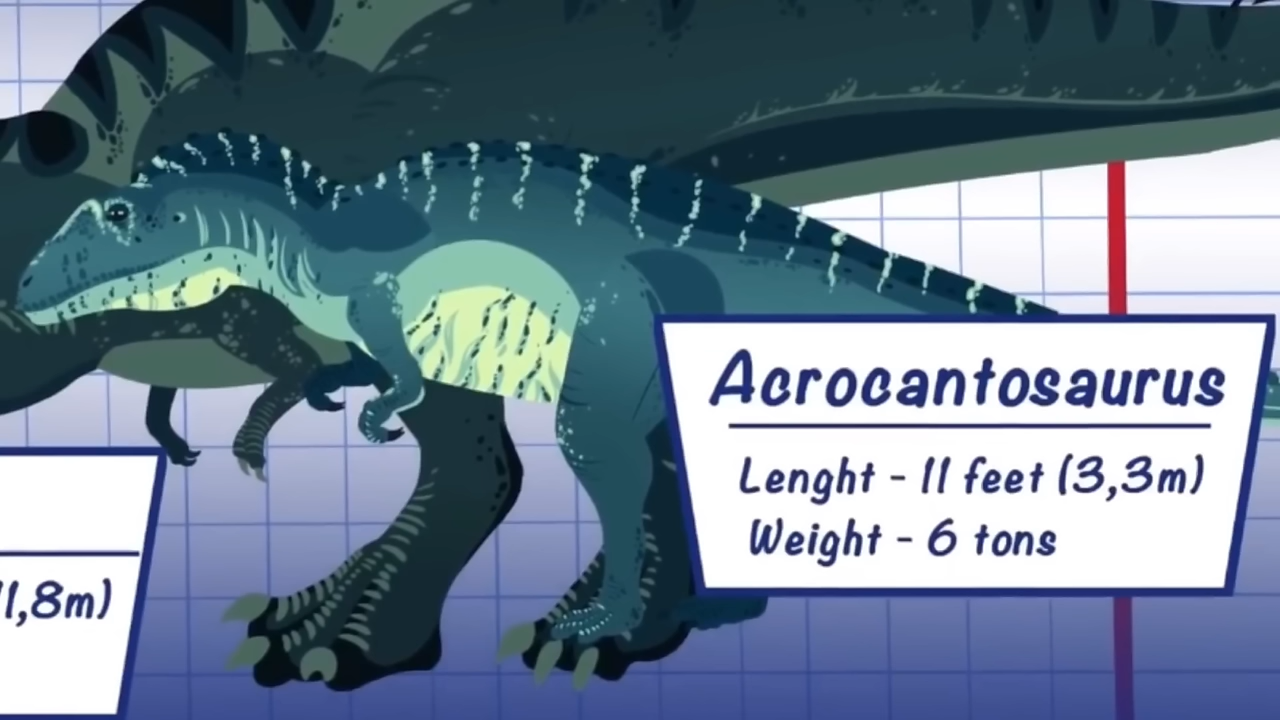 Acrocantosaurus
Lenght - 11 feet (3,3m)
Weight - 6 tons
1,8m)